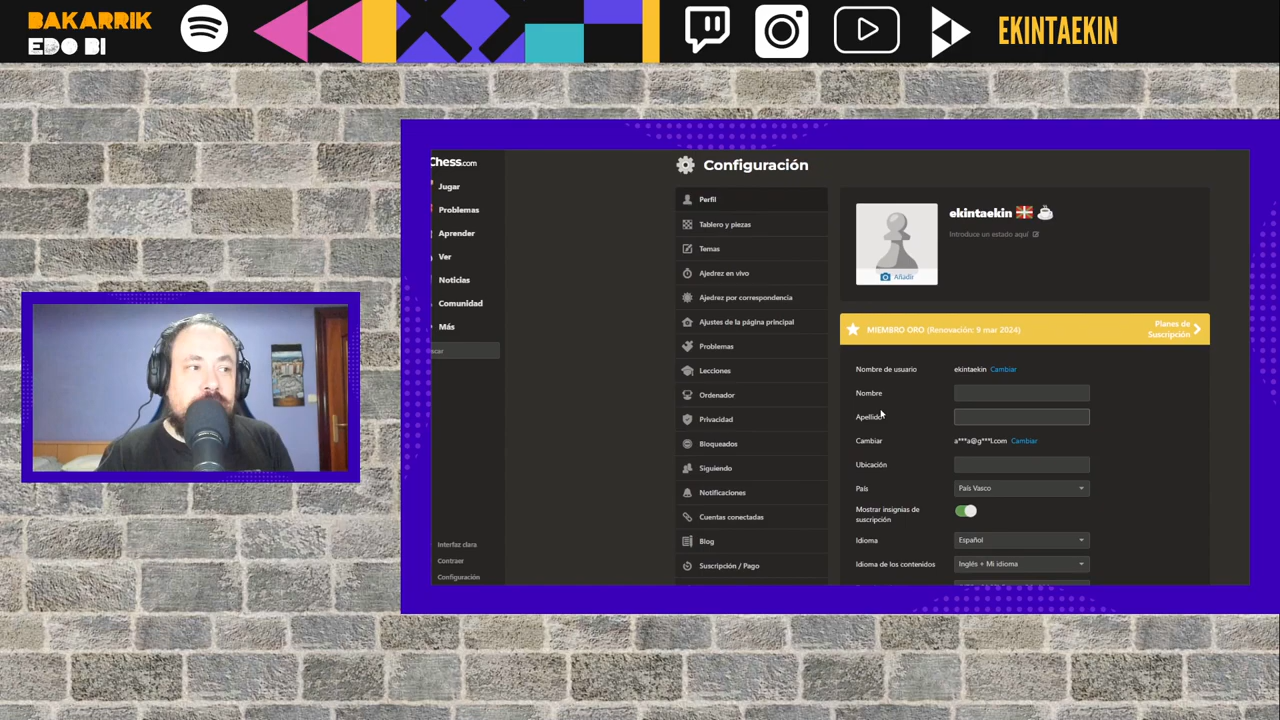 BAKARRIK
EDO BI
EKINTAEKIN
Chess.com
Jugar
Problemas
Aprender
Ver
Noticias
Comunidad
Más
scar
Interfaz clara
Contraer
Configuración
Configuración
Perfil
Tablero y piezas
Temas
Ajedrez en vivo
Ajedrez por correspondencia
Ajustes de la página principal
Problemas
Lecciones
Ordenador
Privacidad
Bloqueados
Siguiendo
Notificaciones
Cuentas conectadas
Blog
Suscripción / Pago
ekintaekin
Introduce un estado aquí
Añadir
MIEMBRO ORO (Renovación: 9 mar 2024)
Planes de
Suscripción
Nombre de usuario ekintaekin Cambiar
Nombre
Apellido
Cambiar a***a@g***l.com Cambiar
Ubicación
País País Vasco
Mostrar insignias de
suscripción
Idioma Español
Idioma de los contenidos Inglés + Mi idioma